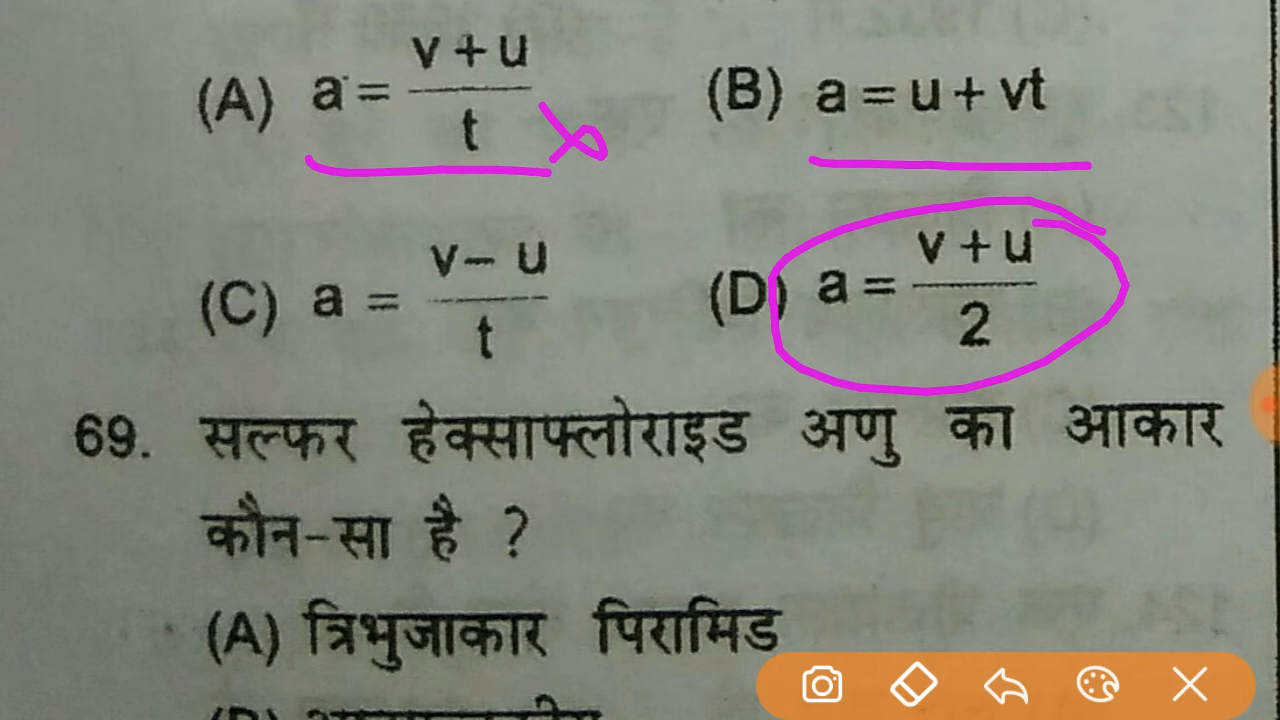 (A) a = v + u / t (B) a = u + vt
(C) a = v – u / t (D) a = v + u / 2
69. सल्फर हेक्साफ्लोराइड अणु का आकार
कौन-सा है ?
(A) त्रिभुजाकार पिरामिड